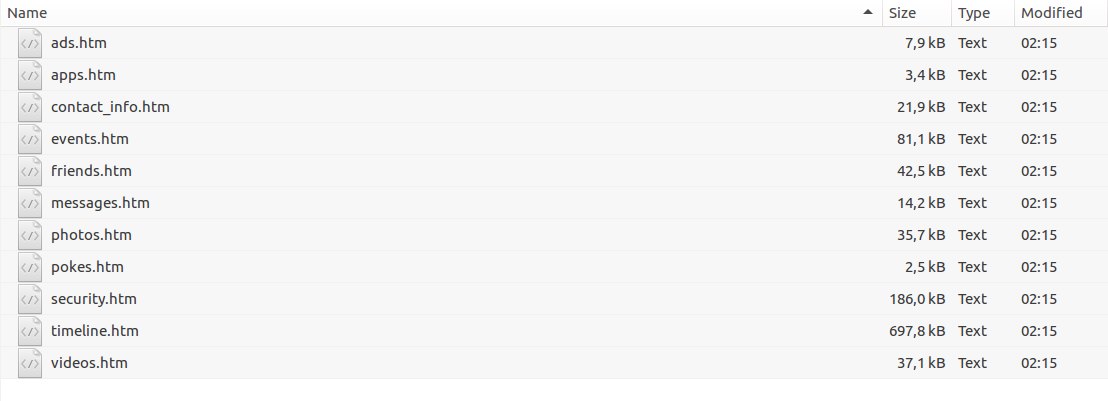 Name Size Type Modified
ads.htm 7,9 kB Text 02:15
apps.htm 3,4 kB Text 02:15
contact_info.htm 21,9 kB Text 02:15
events.htm 81,1 kB Text 02:15
friends.htm 42,5 kB Text 02:15
messages.htm 14,2 kB Text 02:15
photos.htm 35,7 kB Text 02:15
pokes.htm 2,5 kB Text 02:15
security.htm 186,0 kB Text 02:15
timeline.htm 697,8 kB Text 02:15
videos.htm 37,1 kB Text 02:15